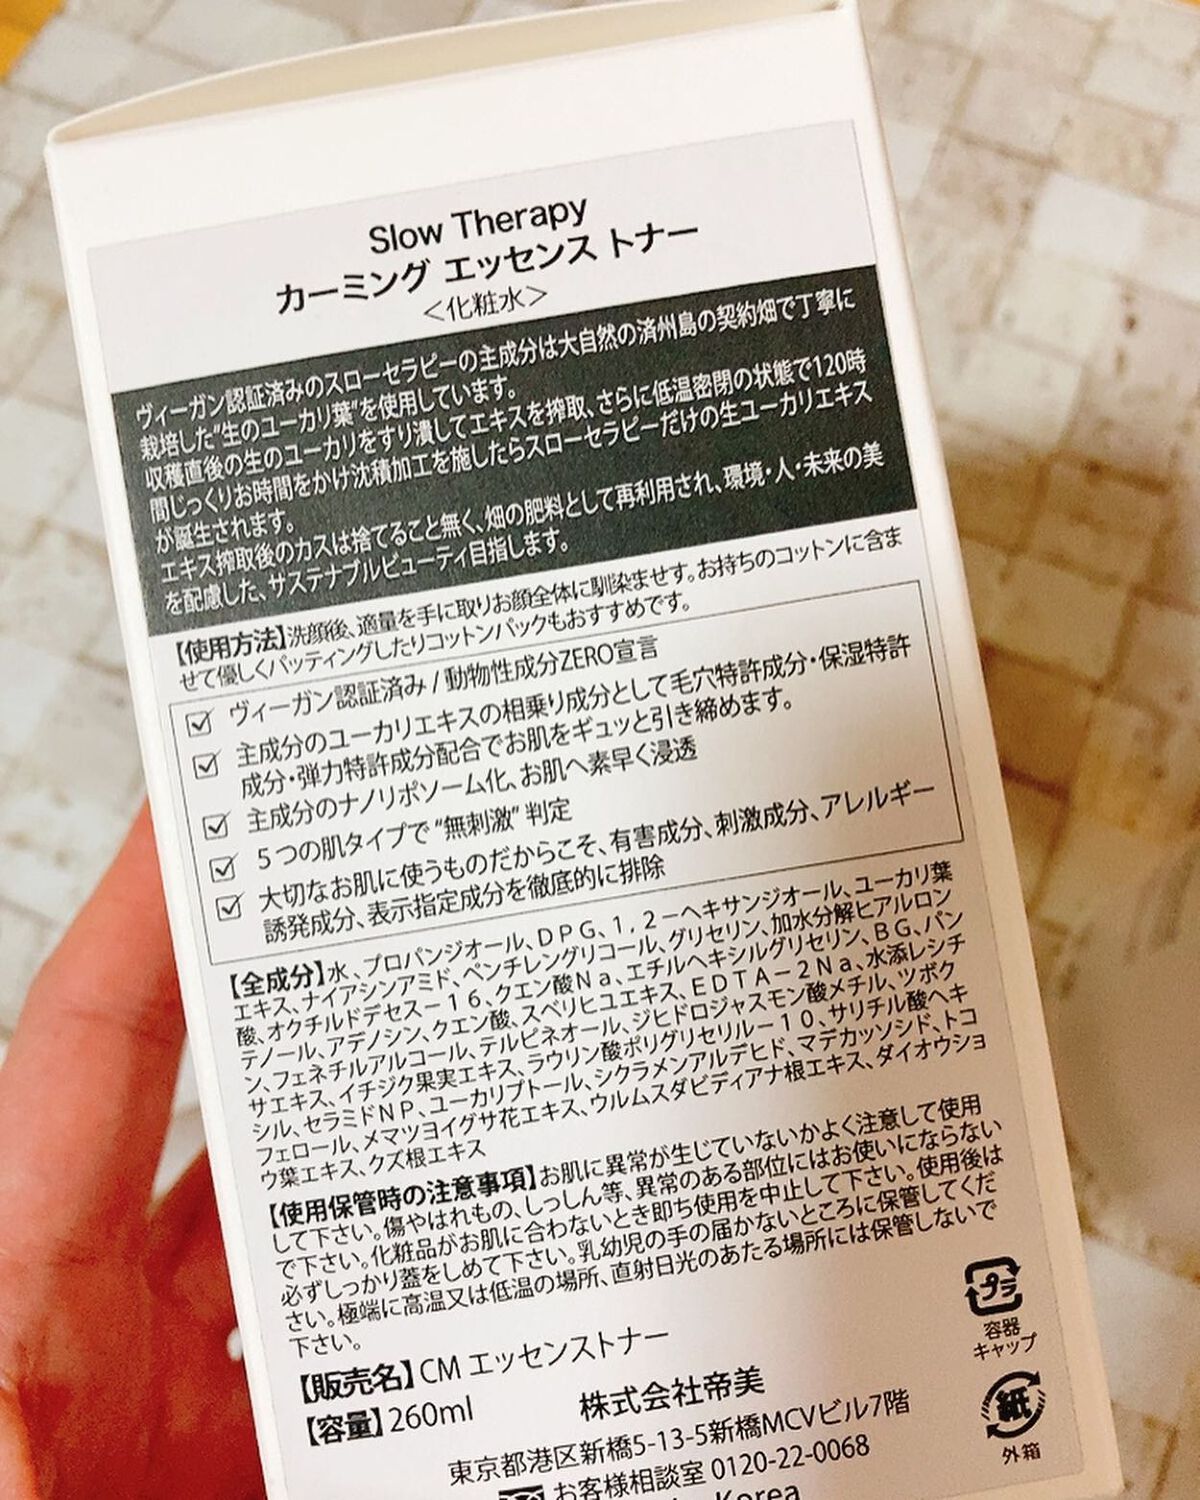 Slow Therapy
カーミング エッセンス トナー
＜化粧水＞
ヴィーガン認証済みのスローセラピーの主成分は大自然の済州島の契約畑で丁寧に
栽培した"生のユーカリ葉"を使用しています。
収穫直後の生のユーカリをすり潰してエキスを搾取、さらに低温密閉の状態で120時
間じっくりお時間をかけ沈積加工を施したらスローセラピーだけの生ユーカリエキス
が誕生されます。
エキス搾取後のカスは捨てること無く、畑の肥料として再利用され、環境・人・未来の美
を配慮した、サステナブルビューティ目指します。
【使用方法】洗顔後、適量を手に取りお顔全体に馴染ませす。お持ちのコットンに含ま
せて優しくパッティングしたりコットンパックもおすすめです。
☑ ヴィーガン認証済み / 動物性成分ZERO宣言
☑ 主成分のユーカリエキスの相乗り成分として毛穴特許成分・保湿特許
成分・弾力特許成分配合でお肌をギュッと引き締めます。
☑ 主成分のナノリポソーム化、お肌へ素早く浸透
☑ 5つの肌タイプで "無刺激" 判定
☑ 大切なお肌に使うものだからこそ、有害成分、刺激成分、アレルギー
誘発成分、表示指定成分を徹底的に排除
【全成分】水、プロパンジオール、DPG、1,2－ヘキサンジオール、ユーカリ葉
エキス、ナイアシンアミド、ペンチレングリコール、グリセリン、加水分解ヒアルロン
酸、オクチルドデセス－16、クエン酸Na、エチルヘキシルグリセリン、BG、パン
テノール、アデノシン、クエン酸、スベリヒユエキス、EDTA－2Na、水添レシチ
ン、フェネチルアルコール、テルピネオール、ジヒドロジャスモン酸メチル、ツボク
サエキス、イチジク果実エキス、ラウリン酸ポリグリセリル－10、サリチル酸ヘキ
シル、セラミドNP、ユーカリプトール、シクラメンアルデヒド、マデカッソシド、トコ
フェロール、メマツヨイグサ花エキス、ウルムスダビディアナ根エキス、ダイオウショ
ウ葉エキス、クズ根エキス
【使用保管時の注意事項】お肌に異常が生じていないかよく注意して使用
して下さい。傷やはれもの、しっしん等、異常のある部位にはお使いにならない
で下さい。化粧品がお肌に合わないとき即ち使用を中止して下さい。使用後は
必ずしっかり蓋をしめて下さい。乳幼児の手の届かないところに保管してくだ
さい。極端に高温又は低温の場所、直射日光のあたる場所には保管しないで
下さい。
【販売名】CM エッセンストナー
【容量】260ml
株式会社帝美
東京都港区新橋5-13-5新橋MCVビル7階
お客様相談室 0120-22-0068
Korea
プラ
容器
キャップ
紙
外箱